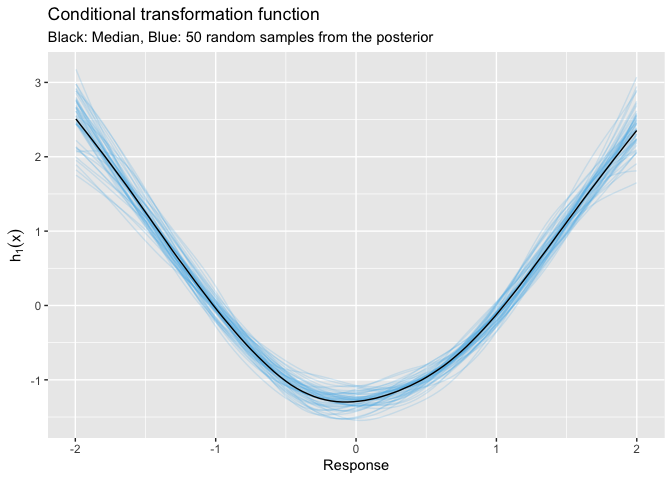 Conditional transformation function
Black: Median, Blue: 50 random samples from the posterior
3
2
1
0
-1
h₁(x)
-2
-1
0
1
2
Response